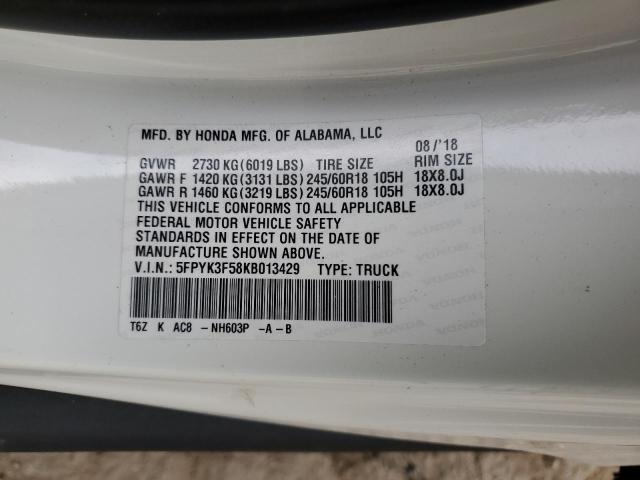 MFD. BY HONDA MFG. OF ALABAMA, LLC 08/'18
GVWR 2730 KG(6019 LBS) TIRE SIZE RIM SIZE
GAWR F 1420 KG(3131 LBS)245/60R18 105H 18X8.0J
GAWR R 1460 KG(3219 LBS)245/60R18 105H 18X8.0J
THIS VEHICLE CONFORMS TO ALL APPLICABLE
FEDERAL MOTOR VEHICLE SAFETY
STANDARDS IN EFFECT ON THE DATE OF
MANUFACTURE SHOWN ABOVE.
V.I.N.: 5FPYK3F58KB013429 TYPE: TRUCK
T6Z K AC8 -NH603P -A-B